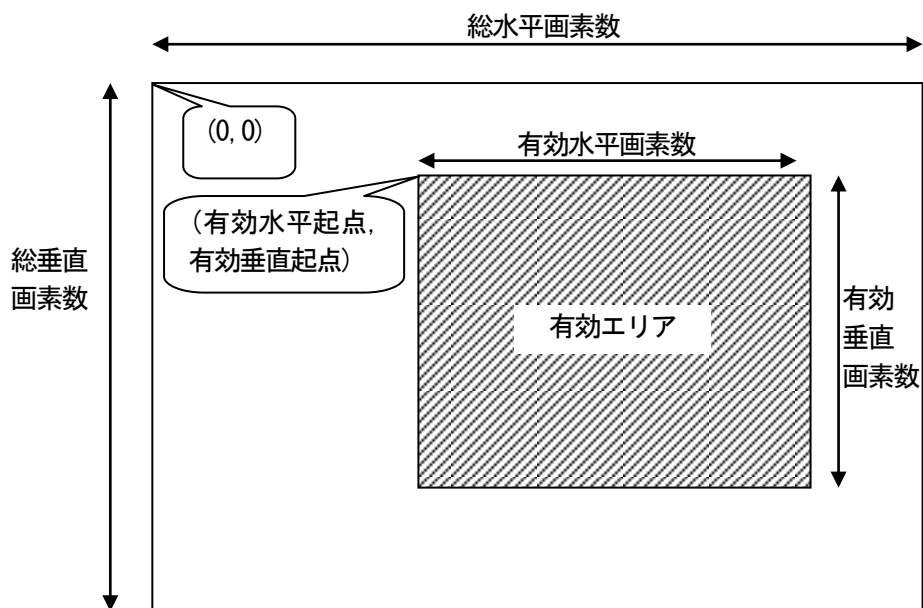 総水平画素数
(0, 0)
有効水平画素数
（有効水平起点,
有効垂直起点）
総垂直
画素数
有効エリア
有効
垂直
画素数